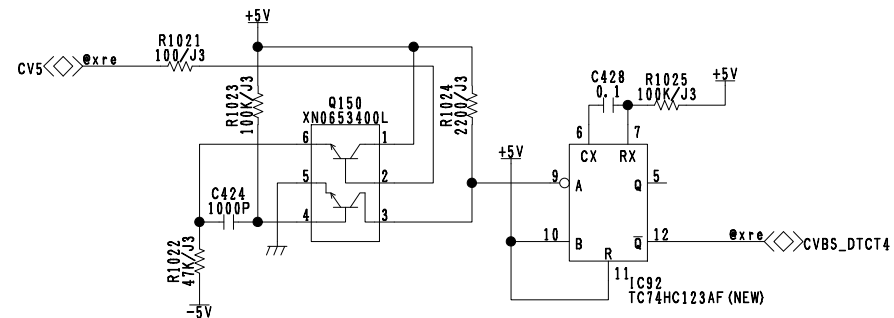 +5V
R1021
100/J3
CV5
@xre
R1023
100K/J3
Q150
XN0653400L
R1024
2200/J3
C428
0.1
R1025
100K/J3
+5V
6
1
5
2
4
3
C424
1000P
R1022
47K/J3
-5V
+5V
6
7
CX
RX
9
A
Q
5
10
B
Q
12
@xre
CVBS_DTCT4
R
11
IC92
TC74HC123AF(NEW)